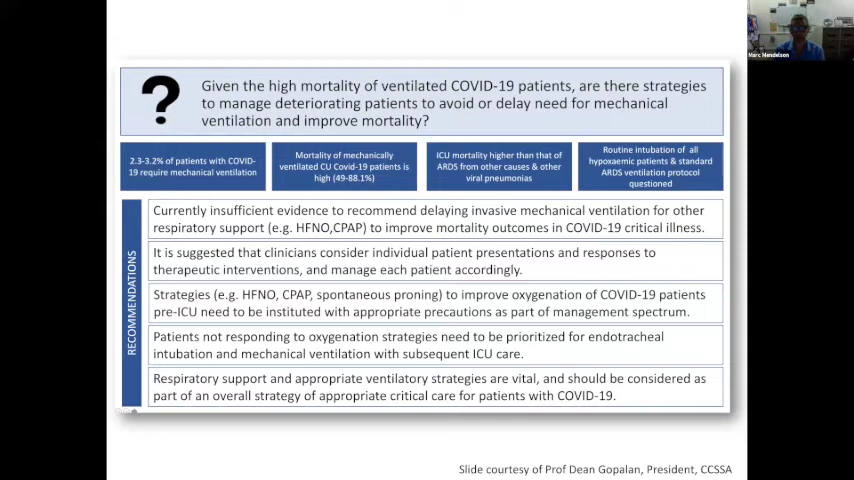 Marc Mendelson
?
Given the high mortality of ventilated COVID-19 patients, are there strategies
to manage deteriorating patients to avoid or delay need for mechanical
ventilation and improve mortality?
2.3-3.2% of patients with COVID-
19 require mechanical ventilation
Mortality of mechanically
ventilated CU Covid-19 patients is
high (49-88.1%)
ICU mortality higher than that of
ARDS from other causes & other
viral pneumonias
Routine intubation of all
hypoxaemic patients & standard
ARDS ventilation protocol
questioned
RECOMMENDATIONS
Currently insufficient evidence to recommend delaying invasive mechanical ventilation for other
respiratory support (e.g. HFNO,CPAP) to improve mortality outcomes in COVID-19 critical illness.
It is suggested that clinicians consider individual patient presentations and responses to
therapeutic interventions, and manage each patient accordingly.
Strategies (e.g. HFNO, CPAP, spontaneous proning) to improve oxygenation of COVID-19 patients
pre-ICU need to be instituted with appropriate precautions as part of management spectrum.
Patients not responding to oxygenation strategies need to be prioritized for endotracheal
intubation and mechanical ventilation with subsequent ICU care.
Respiratory support and appropriate ventilatory strategies are vital, and should be considered as
part of an overall strategy of appropriate critical care for patients with COVID-19.
Slide courtesy of Prof Dean Gopalan, President, CCSSA